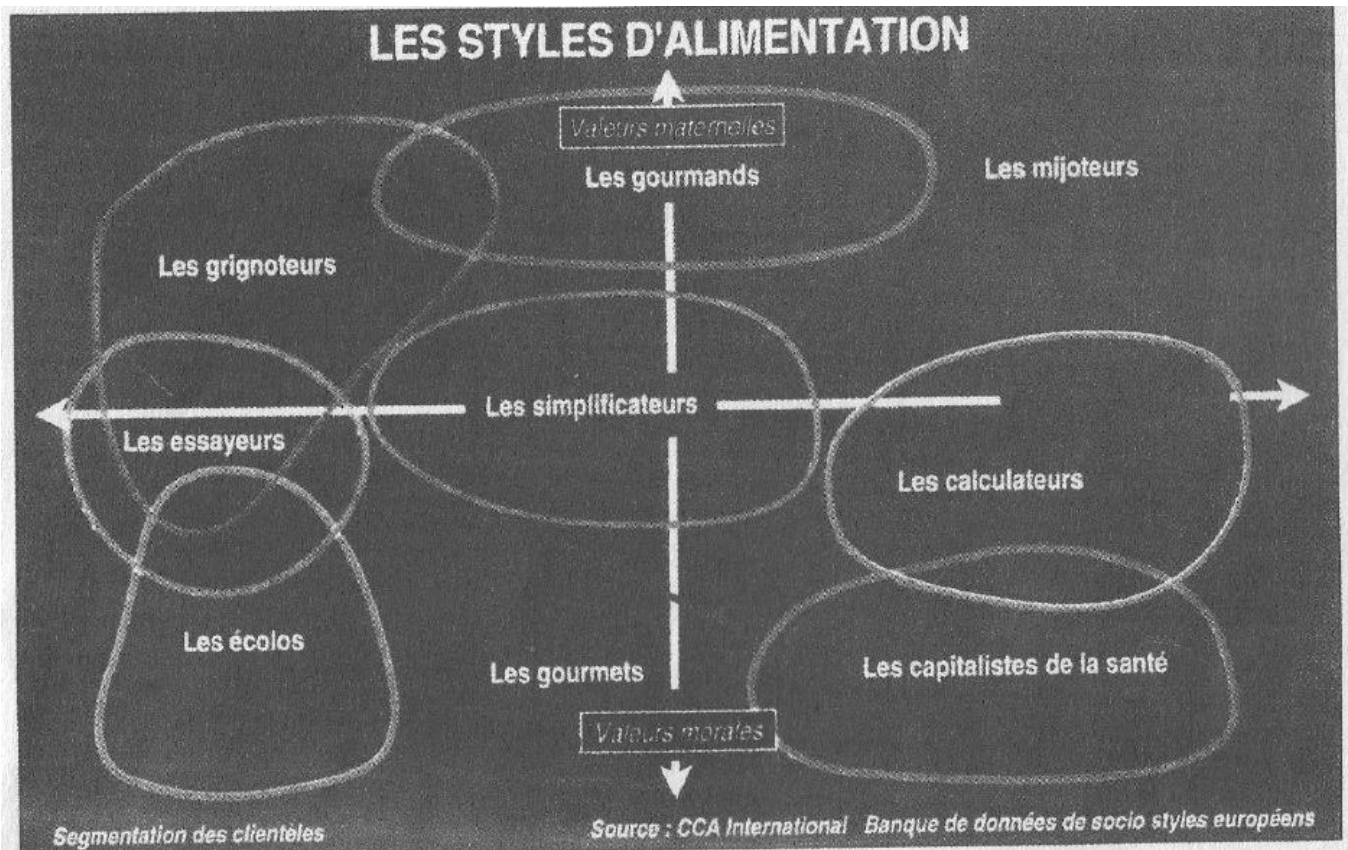 LES STYLES D'ALIMENTATION
Valeurs maternelles
Les gourmands
Les mijoteurs
Les grignoteurs
Les simplificateurs
Les essayeurs
Les calculateurs
Les écolos
Les gourmets
Les capitalistes de la santé
Valeurs morales
Segmentation des clientèles
Source : CCA International Banque de données de socio styles européens